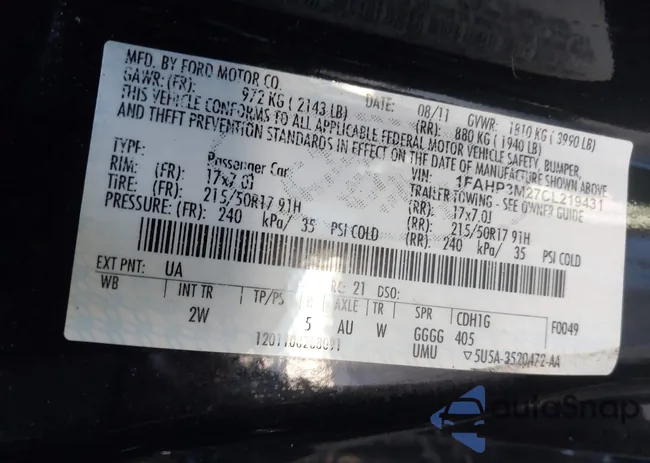 MFD. BY FORD MOTOR CO.
DATE: 08/11 GVWR: 1810 KG (3990 LB)
GAWR: (FR): 972 KG (2143 LB) (RR): 880 KG (1940 LB)
THIS VEHICLE CONFORMS TO ALL APPLICABLE FEDERAL MOTOR VEHICLE SAFETY, BUMPER,
AND THEFT PREVENTION STANDARDS IN EFFECT ON THE DATE OF MANUFACTURE SHOWN ABOVE
VIN: 1FAHP3M27CL219431
TYPE: Passenger Car TRAILER TOWING - SEE OWNER GUIDE
RIM: (FR): 17x7.0J (RR): 17x7.0J
TIRE: (FR): 215/50R17 91H (RR): 215/50R17 91H
PRESSURE: (FR): 240 kPa/ 35 PSI COLD (RR): 240 kPa/ 35 PSI COLD
EXT PNT: UA RC: 21 DSO:
WB INT TR TP/PS R AXLE TR SPR CDH1G F0049
2W 5 AU W GGGG 405
UMU ▽5USA-3520472-AA
autoSnap